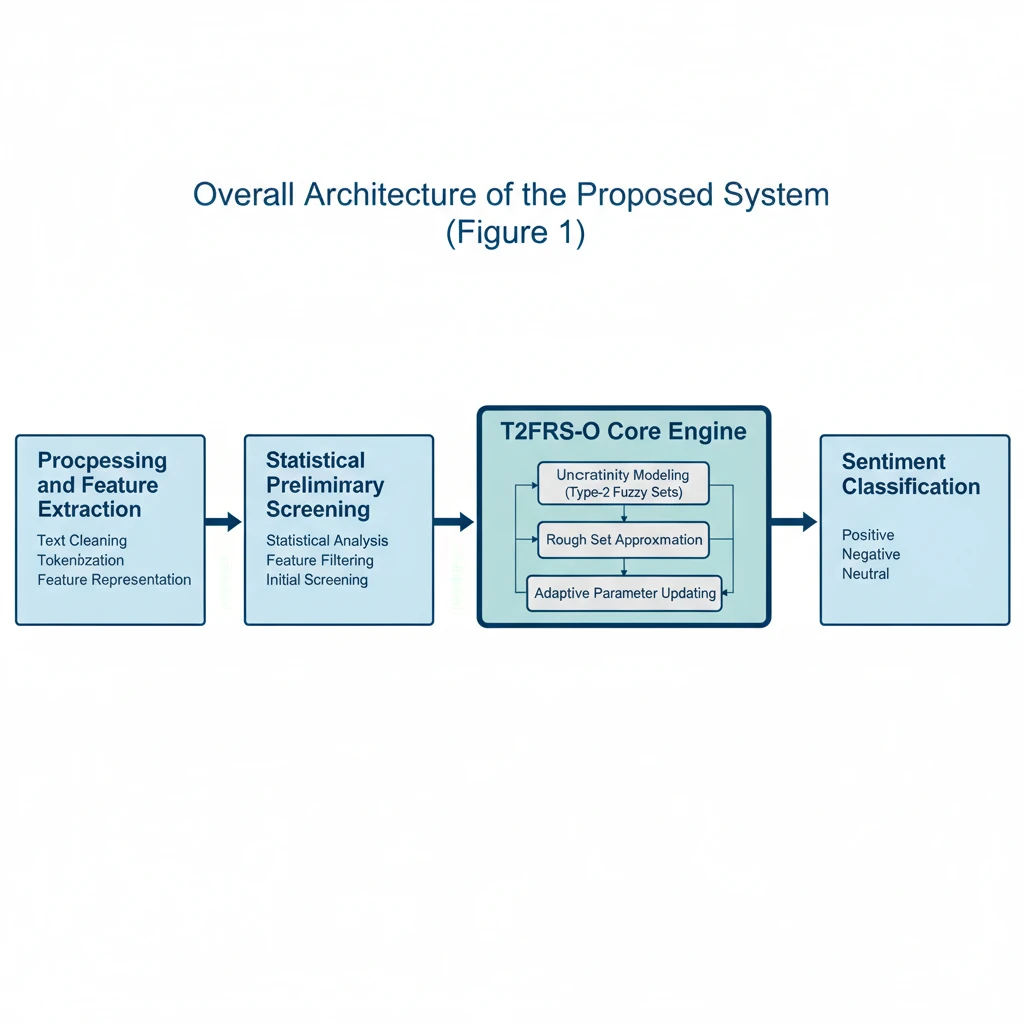 Overall Architecture of the Proposed System
(Figure 1)
Procpessing
and Feature
Extraction
Text Cleaning
Tokenization
Feature Representation
Statistical
Preliminary
Screening
Statistical Analysis
Feature Filtering
Initial Screening
T2FRS-O Core Engine
Uncratinity Modeling
(Type-2 Fuzzy Sets)
Rough Set Approxmation
Adaptive Parameter Updating
Sentiment
Classification
Positive
Negative
Neutral